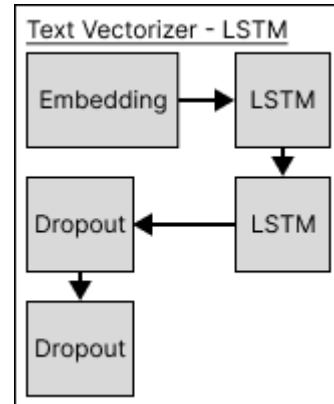 Text Vectorizer - LSTM
Embedding
LSTM
LSTM
Dropout
Dropout